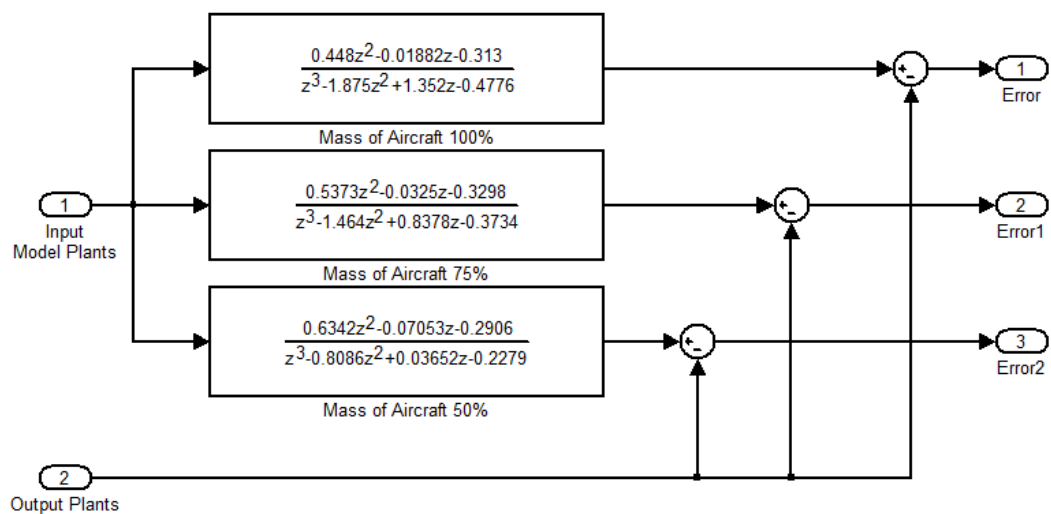 0.448z²-0.01882z-0.313
z³-1.875z²+1.352z-0.4776
+
-
1
Error
Mass of Aircraft 100%
0.5373z²-0.0325z-0.3298
z³-1.464z²+0.8378z-0.3734
+
-
1
Input
Model Plants
2
Error1
Mass of Aircraft 75%
0.6342z²-0.07053z-0.2906
z³-0.8086z²+0.03652z-0.2279
+
-
3
Error2
Mass of Aircraft 50%
2
Output Plants